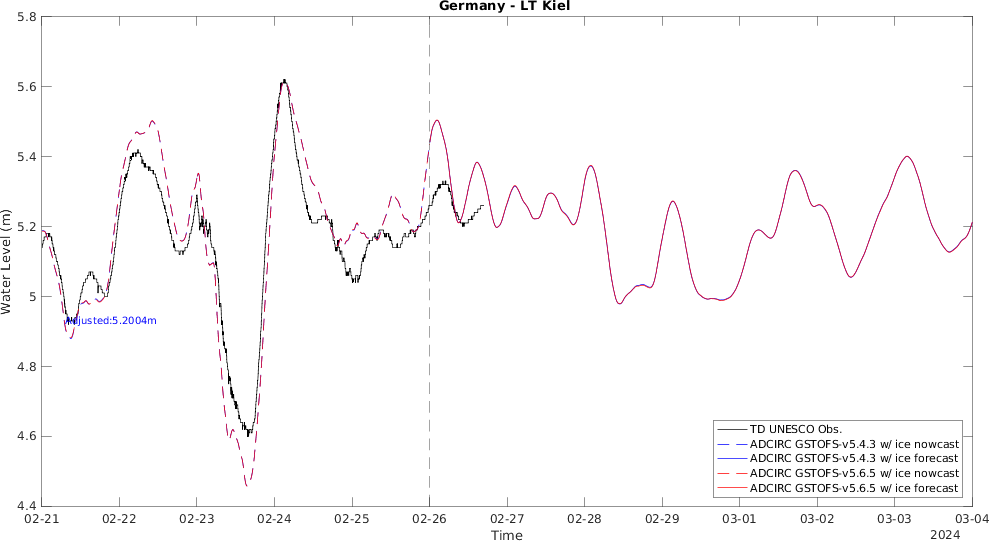 Germany - LT Kiel
Water Level (m)
5.8
5.6
5.4
5.2
5
4.8
4.6
4.4
Adjusted:5.2004m
TD UNESCO Obs.
ADCIRC GSTOFS-v5.4.3 w/ ice nowcast
ADCIRC GSTOFS-v5.4.3 w/ ice forecast
ADCIRC GSTOFS-v5.6.5 w/ ice nowcast
ADCIRC GSTOFS-v5.6.5 w/ ice forecast
02-21 02-22 02-23 02-24 02-25 02-26 02-27 02-28 02-29 03-01 03-02 03-03 03-04
Time
2024